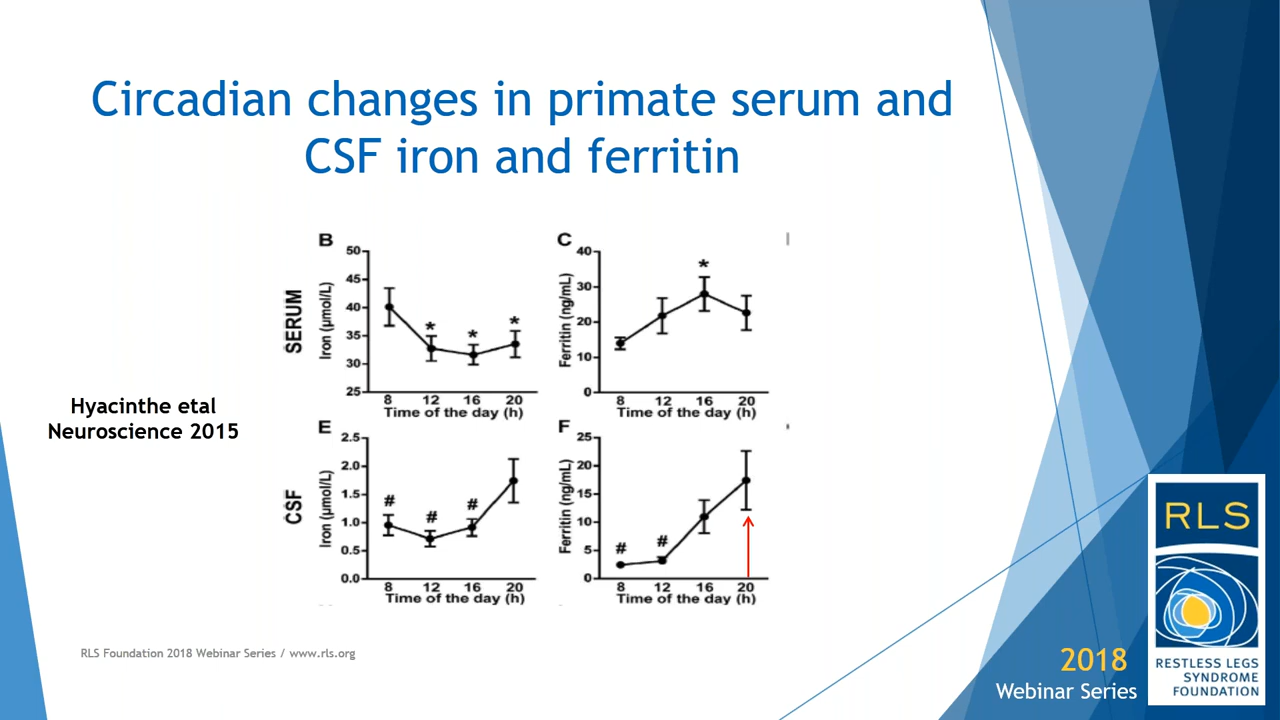 Circadian changes in primate serum and
CSF iron and ferritin
Hyacinthe etal
Neuroscience 2015
SERUM
B
Iron (µmol/L)
50
45
40
35
30
25
*
*
*
8 12 16 20
Time of the day (h)
C
Ferritin (ng/mL)
40
30
20
10
0
*
8 12 16 20
Time of the day (h)
CSF
E
Iron (µmol/L)
2.5
2.0
1.5
1.0
0.5
0.0
#
#
#
8 12 16 20
Time of the day (h)
F
Ferritin (ng/mL)
25
20
15
10
5
0
#
#
8 12 16 20
Time of the day (h)
RLS Foundation 2018 Webinar Series / www.rls.org
2018
Webinar Series
RLS
RESTLESS LEGS
SYNDROME
FOUNDATION